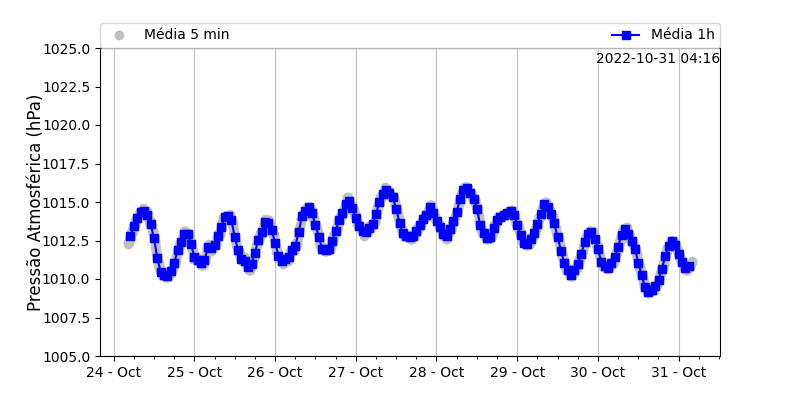 Média 5 min
Média 1h
2022-10-31 04:16
Pressão Atmosférica (hPa)
1025.0
1022.5
1020.0
1017.5
1015.0
1012.5
1010.0
1007.5
1005.0
24 - Oct
25 - Oct
26 - Oct
27 - Oct
28 - Oct
29 - Oct
30 - Oct
31 - Oct